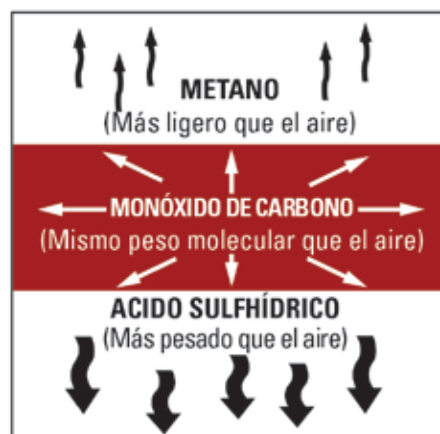 METANO
(Más ligero que el aire)
MONÓXIDO DE CARBONO
(Mismo peso molecular que el aire)
ACIDO SULFHÍDRICO
(Más pesado que el aire)